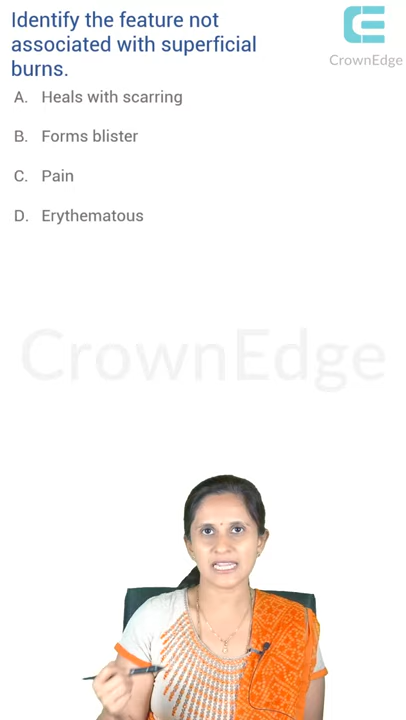 Identify the feature not
associated with superficial
burns.
CrownEdge
A. Heals with scarring
B. Forms blister
C. Pain
D. Erythematous
CrownEdge